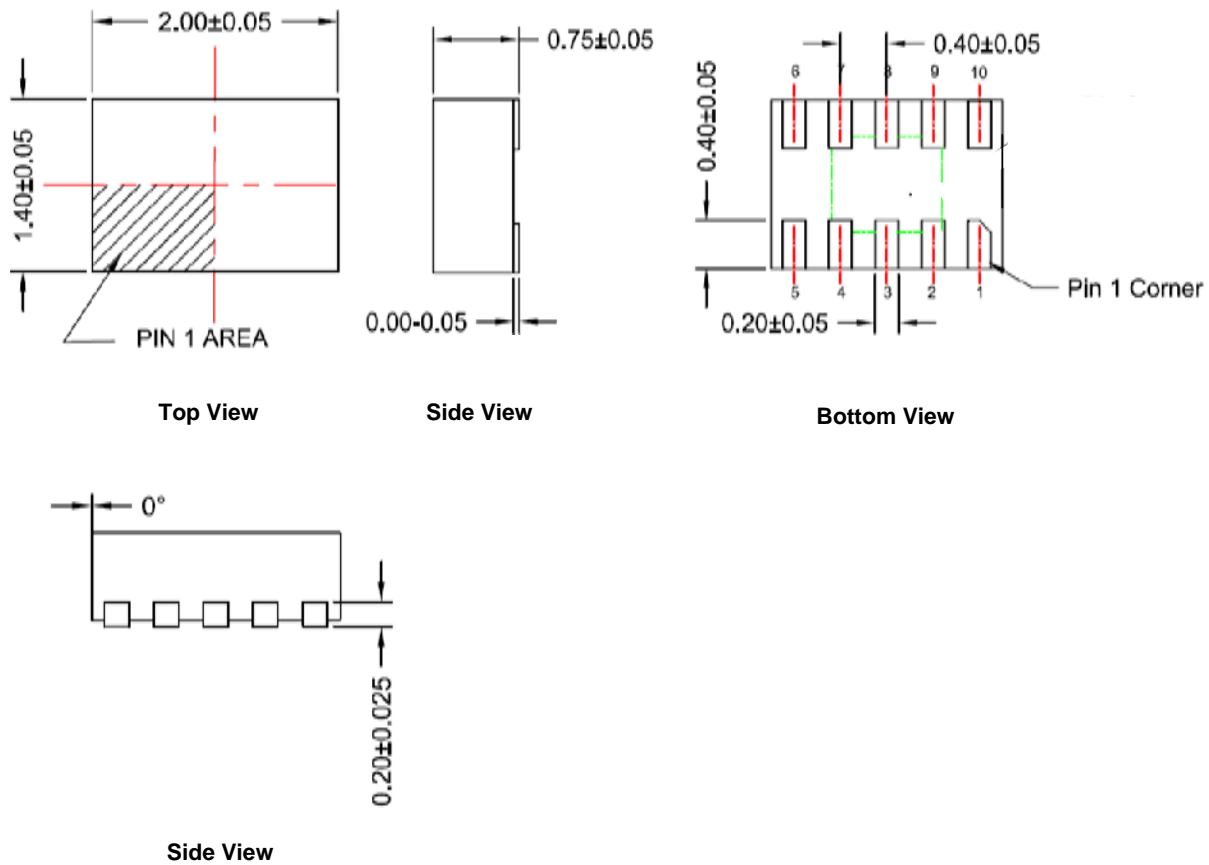 2.00±0.05
1.40±0.05
PIN 1 AREA
Top View
0.75±0.05
0.00-0.05
Side View
0.40±0.05
0.40±0.05
6 7 8 9 10
5 4 3 2 1
Pin 1 Corner
0.20±0.05
Bottom View
0°
0.20±0.025
Side View